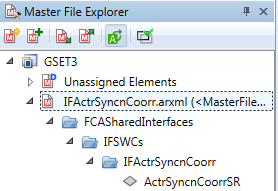 Master File Explorer
GSET3
Unassigned Elements
IFActrSyncnCoorr.arxml (<MasterFile...
FCASharedInterfaces
IFSWCs
IFActrSyncnCoorr
ActrSyncnCoorrSR